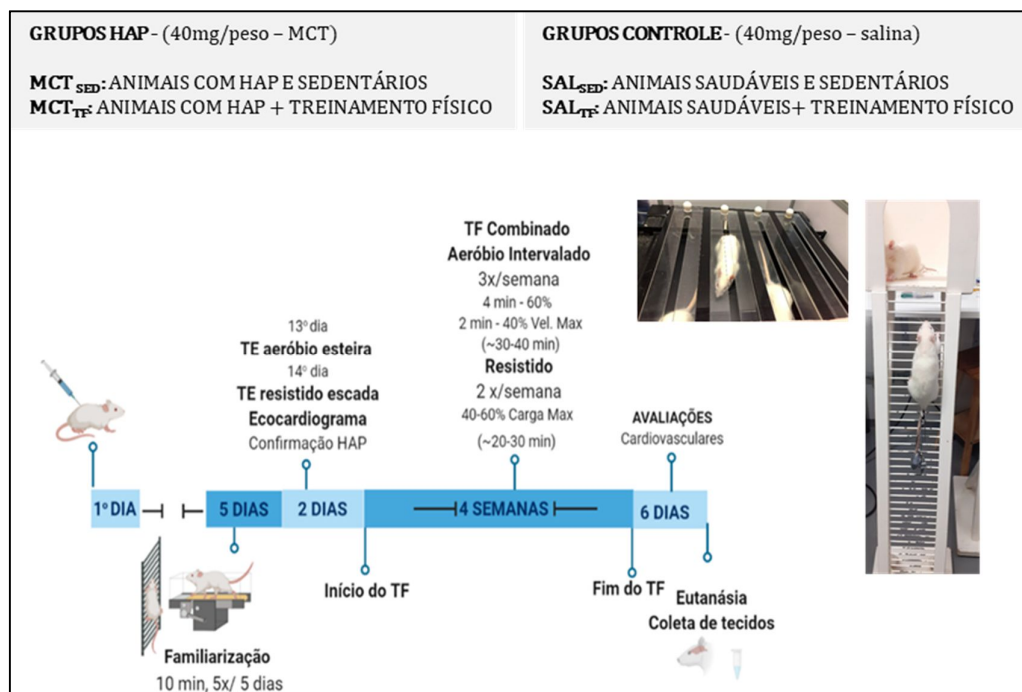 GRUPOS HAP - (40mg/peso – MCT)
MCT SED: ANIMAIS COM HAP E SEDENTÁRIOS
MCT TF: ANIMAIS COM HAP + TREINAMENTO FÍSICO
GRUPOS CONTROLE - (40mg/peso – salina)
SAL SED: ANIMAIS SAUDÁVEIS E SEDENTÁRIOS
SAL TF: ANIMAIS SAUDÁVEIS+ TREINAMENTO FÍSICO
TF Combinado
Aeróbio Intervalado
3x/semana
4 min - 60%
2 min - 40% Vel. Max
(~30-40 min)
Resistido
2 x/semana
40-60% Carga Max
(~20-30 min)
13º dia
TE aeróbio esteira
14º dia
TE resistido escada
Ecocardiograma
Confirmação HAP
AVALIAÇÕES
Cardiovasculares
1º DIA
5 DIAS
2 DIAS
4 SEMANAS
6 DIAS
Início do TF
Fim do TF
Eutanásia
Coleta de tecidos
Familiarização
10 min, 5x/ 5 dias